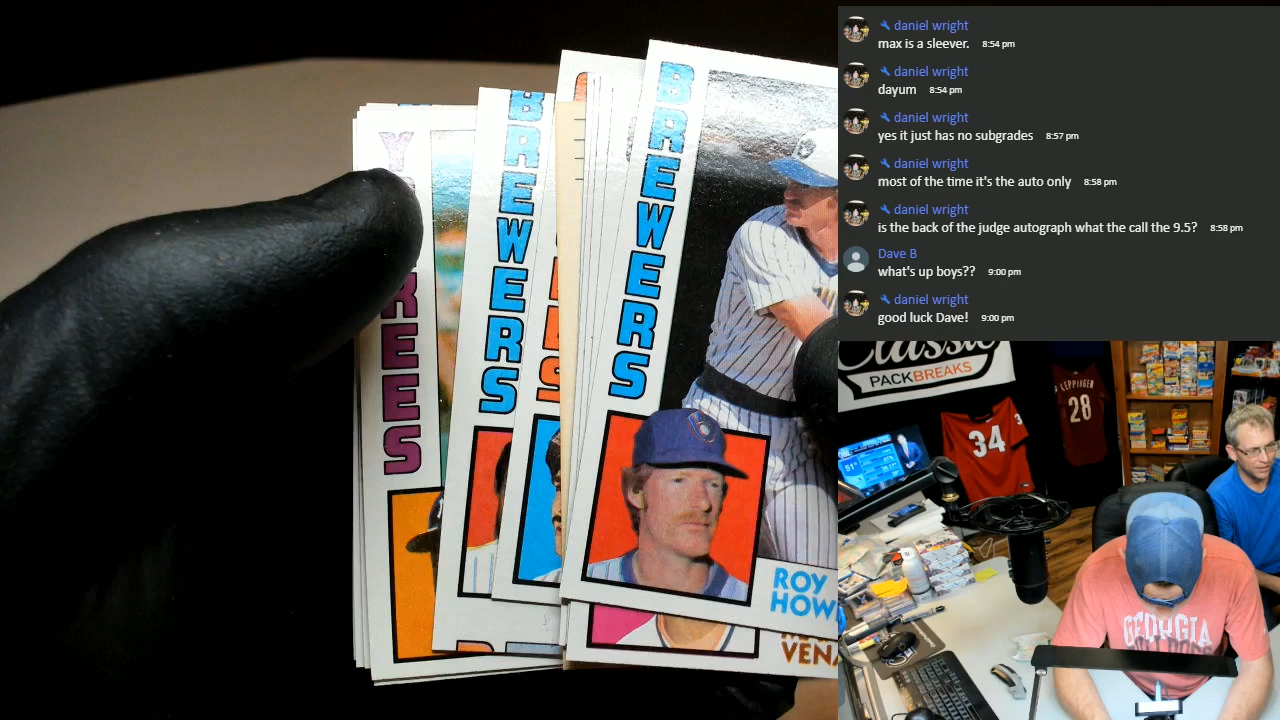 BREWERS
BREWERS
ROY
HOW
VENA
daniel wright
max is a sleever. 8:54 pm
daniel wright
dayum 8:54 pm
daniel wright
yes it just has no subgrades 8:57 pm
daniel wright
most of the time it's the auto only 8:58 pm
daniel wright
is the back of the judge autograph what the call the 9.5? 8:58 pm
Dave B
what's up boys?? 9:00 pm
daniel wright
good luck Dave! 9:00 pm
Classic
PACKBREAKS
LEPPINGER
28
34
34
51°
GEORGIA